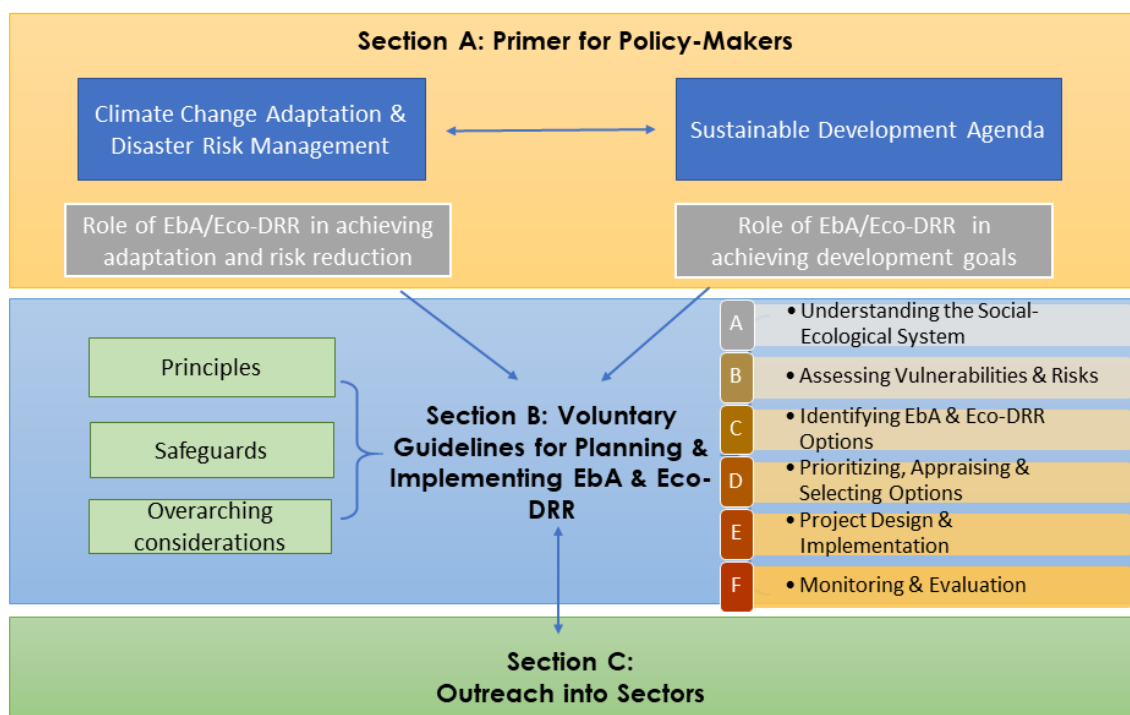 Section A: Primer for Policy-Makers
Climate Change Adaptation &
Disaster Risk Management
Sustainable Development Agenda
Role of EbA/Eco-DRR in achieving
adaptation and risk reduction
Role of EbA/Eco-DRR in
achieving development goals
Principles
Safeguards
Overarching
considerations
Section B: Voluntary
Guidelines for Planning &
Implementing EbA & Eco-
DRR
A
• Understanding the Social-
Ecological System
B
• Assessing Vulnerabilities & Risks
C
• Identifying EbA & Eco-DRR
Options
D
• Prioritizing, Appraising &
Selecting Options
E
• Project Design &
Implementation
F
• Monitoring & Evaluation
Section C:
Outreach into Sectors